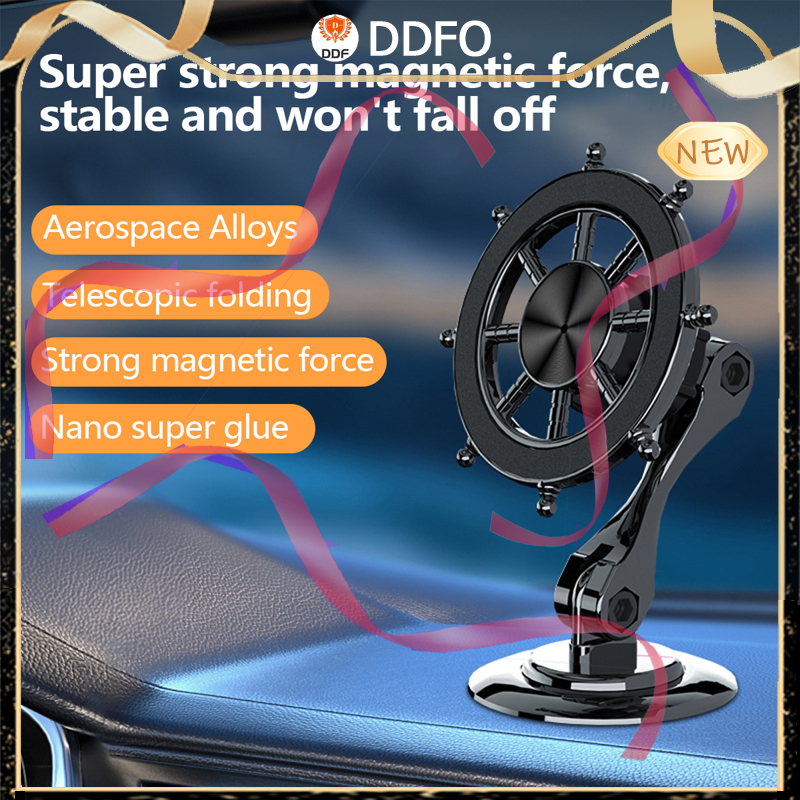 DDF
DDFO
Super strong magnetic force,
stable and won't fall off
NEW
Aerospace Alloys
Telescopic folding
Strong magnetic force
Nano super glue